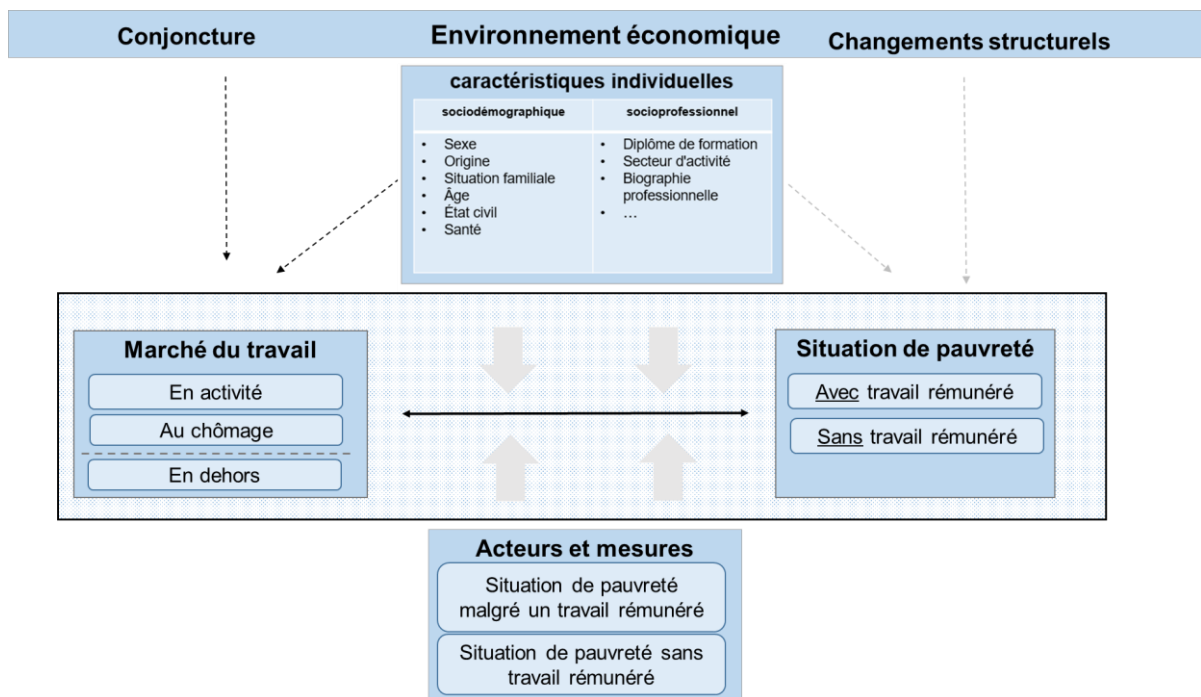 Conjoncture
Environnement économique
Changements structurels
caractéristiques individuelles
sociodémographique
• Sexe
• Origine
• Situation familiale
• Âge
• État civil
• Santé
socioprofessionnel
• Diplôme de formation
• Secteur d'activité
• Biographie
professionnelle
• ...
Marché du travail
En activité
Au chômage
En dehors
Situation de pauvreté
Avec travail rémunéré
Sans travail rémunéré
Acteurs et mesures
Situation de pauvreté
malgré un travail rémunéré
Situation de pauvreté sans
travail rémunéré